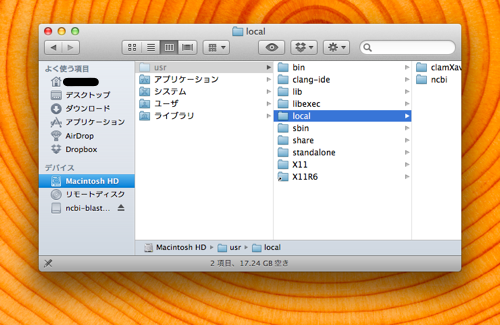 local
よく使う項目
デスクトップ
ダウンロード
アプリケーション
AirDrop
Dropbox
デバイス
Macintosh HD
リモートディスク
ncbi-blast...
usr
アプリケーション
システム
ユーザ
ライブラリ
bin
clang-ide
lib
libexec
local
sbin
share
standalone
X11
X11R6
clamXav
ncbi
Macintosh HD usr local
2 項目、17.24 GB 空き